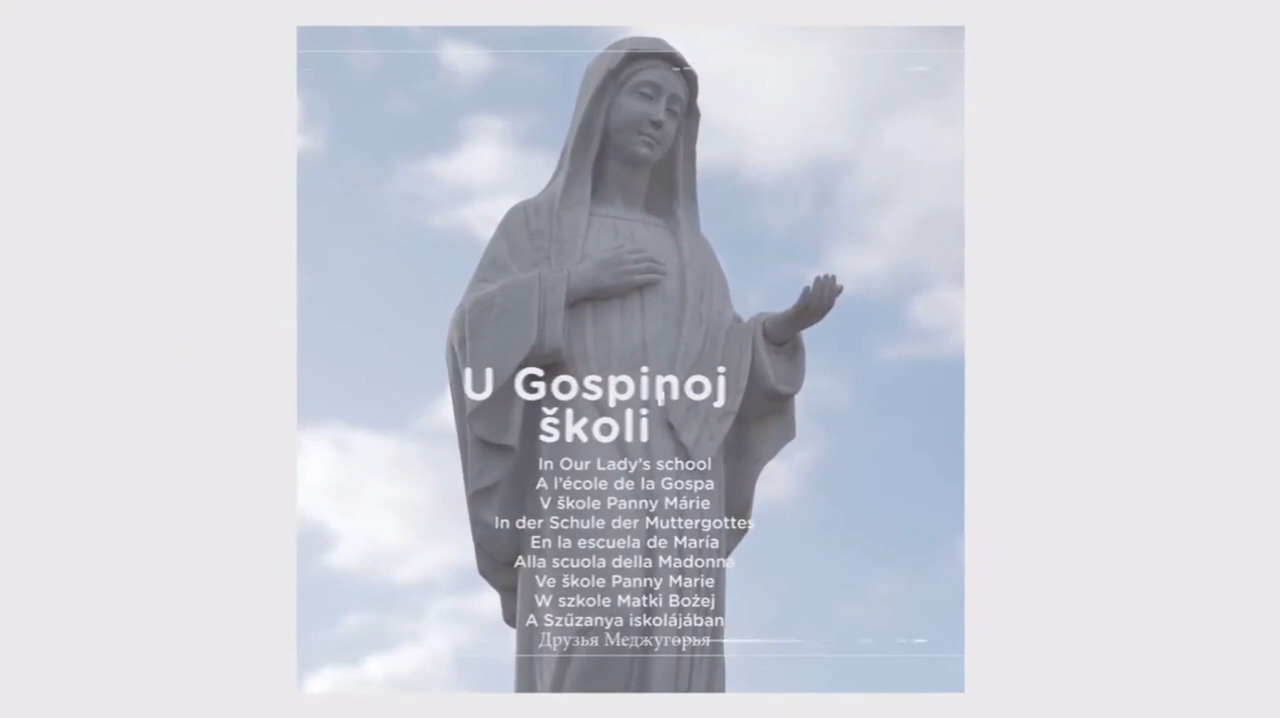 U Gospinoj
školi
In Our Lady's school
A l'école de la Gospa
V škole Panny Márie
In der Schule der Muttergottes
En la escuela de María
Alla scuola della Madonna
Ve škole Panny Marie
W szkole Matki Bożej
A Szűzanya iskolájában
Друзья Меджугорья